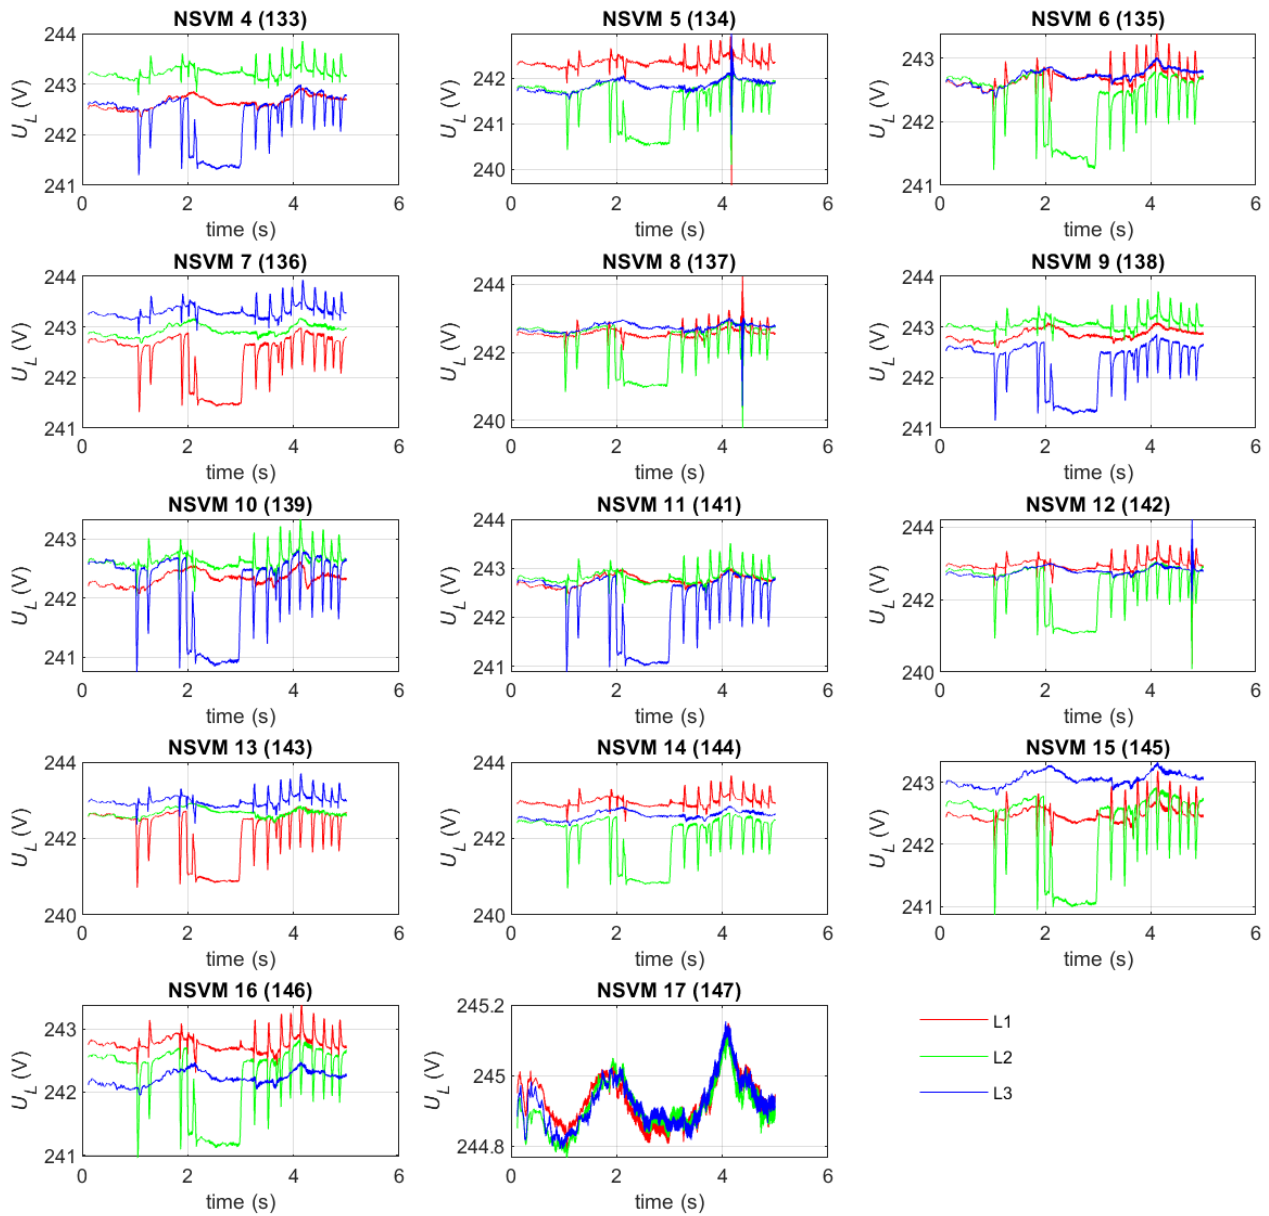 NSVM 4 (133)
244
243
242
241
U_L (V)
0 2 4 6
time (s)
NSVM 5 (134)
242
241
240
U_L (V)
0 2 4 6
time (s)
NSVM 6 (135)
243
242
241
U_L (V)
0 2 4 6
time (s)
NSVM 7 (136)
244
243
242
241
U_L (V)
0 2 4 6
time (s)
NSVM 8 (137)
244
242
240
U_L (V)
0 2 4 6
time (s)
NSVM 9 (138)
244
243
242
241
U_L (V)
0 2 4 6
time (s)
NSVM 10 (139)
243
242
241
U_L (V)
0 2 4 6
time (s)
NSVM 11 (141)
244
243
242
241
U_L (V)
0 2 4 6
time (s)
NSVM 12 (142)
244
242
240
U_L (V)
0 2 4 6
time (s)
NSVM 13 (143)
244
242
240
U_L (V)
0 2 4 6
time (s)
NSVM 14 (144)
244
242
240
U_L (V)
0 2 4 6
time (s)
NSVM 15 (145)
243
242
241
U_L (V)
0 2 4 6
time (s)
NSVM 16 (146)
243
242
241
U_L (V)
0 2 4 6
time (s)
NSVM 17 (147)
245.2
245
244.8
U_L (V)
0 2 4 6
time (s)
L1
L2
L3